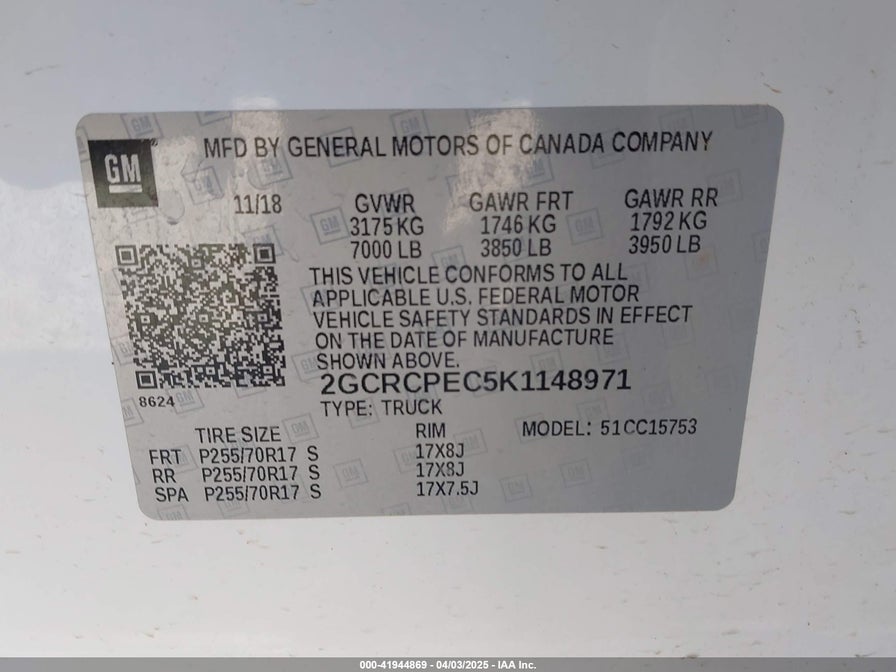 GM
MFD BY GENERAL MOTORS OF CANADA COMPANY
11/18 GVWR GAWR FRT GAWR RR
3175 KG 1746 KG 1792 KG
7000 LB 3850 LB 3950 LB
THIS VEHICLE CONFORMS TO ALL
APPLICABLE U.S. FEDERAL MOTOR
VEHICLE SAFETY STANDARDS IN EFFECT
ON THE DATE OF MANUFACTURE
SHOWN ABOVE.
2GCRCPEC5K1148971
8624
TYPE: TRUCK
TIRE SIZE RIM MODEL: 51CC15753
FRT P255/70R17 S 17X8J
RR P255/70R17 S 17X8J
SPA P255/70R17 S 17X7.5J
000-41944869 - 04/03/2025 - IAA Inc.